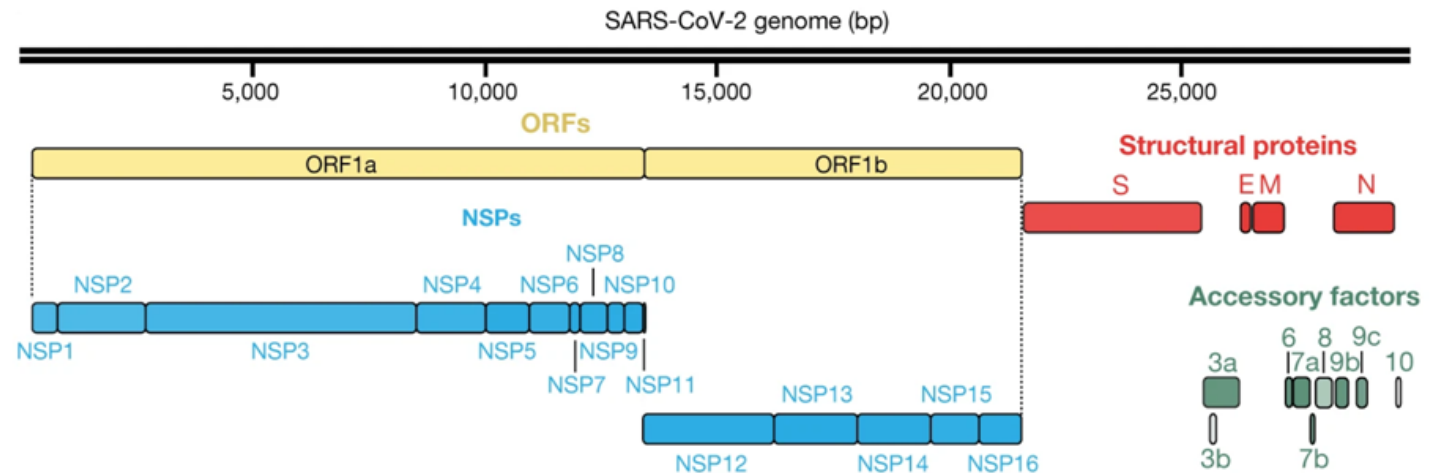 SARS-CoV-2 genome (bp)
5,000 10,000 15,000 20,000 25,000
ORFs
ORF1a ORF1b
Structural proteins
S E M N
NSPs
NSP8
NSP2 NSP4 NSP6 NSP10
NSP1 NSP3 NSP5 NSP9
NSP7 NSP11
NSP13 NSP15
NSP12 NSP14 NSP16
Accessory factors
6 8 9c
3a 7a 9b 10
3b 7b